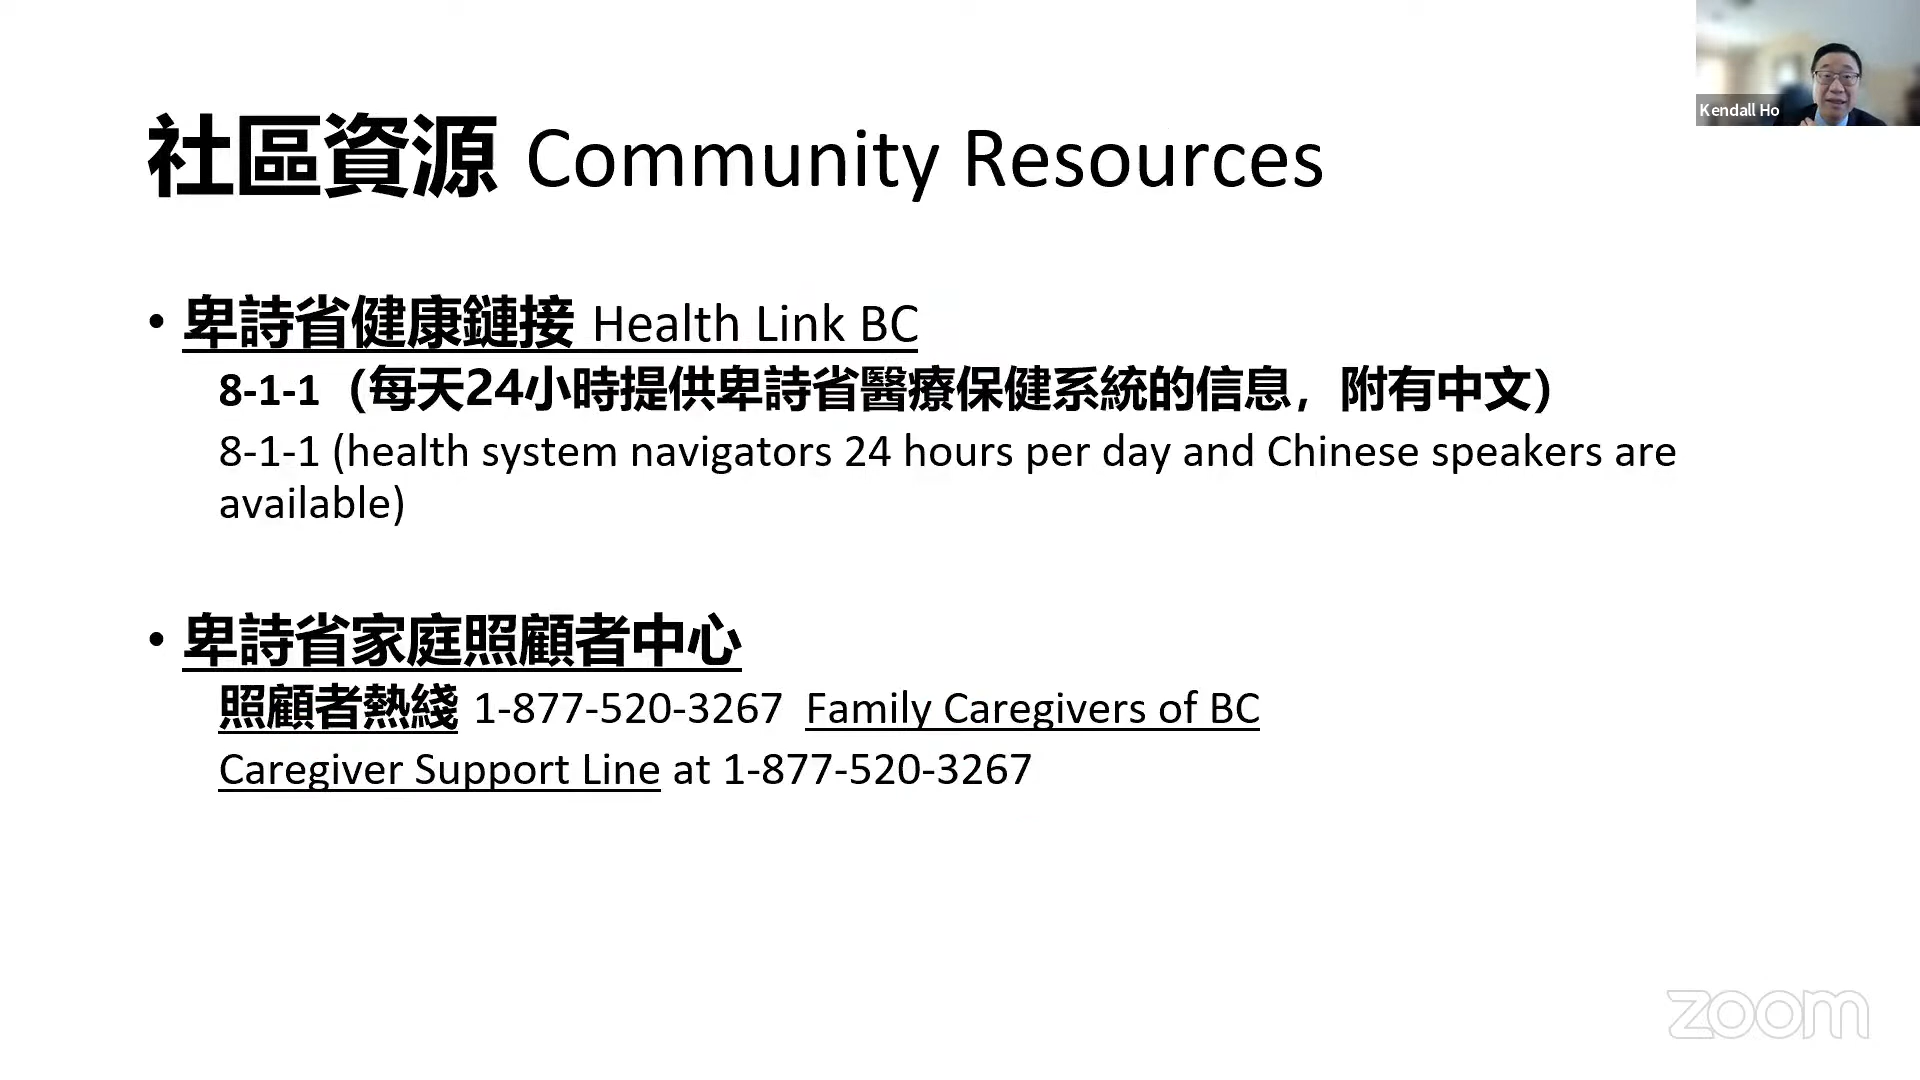 Kendall Ho
社區資源 Community Resources
• 卑詩省健康鏈接 Health Link BC
8-1-1（每天24小時提供卑詩省醫療保健系統的信息，附有中文）
8-1-1 (health system navigators 24 hours per day and Chinese speakers are
available)
• 卑詩省家庭照顧者中心
照顧者熱綫 1-877-520-3267 Family Caregivers of BC
Caregiver Support Line at 1-877-520-3267
zoom